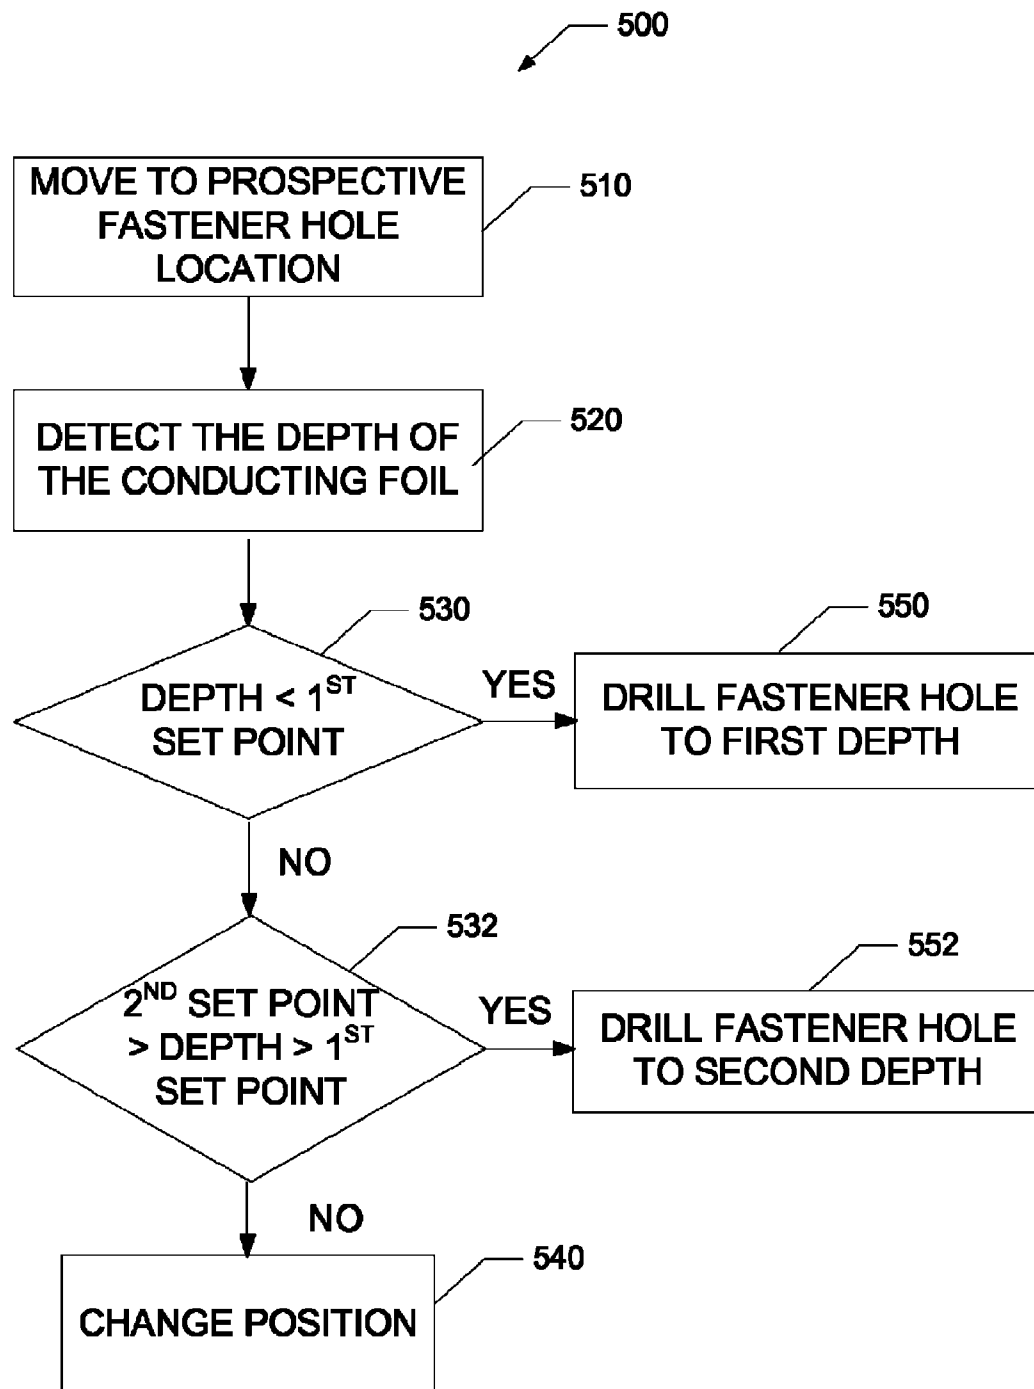 500
MOVE TO PROSPECTIVE
FASTENER HOLE
LOCATION
510
DETECT THE DEPTH OF
THE CONDUCTING FOIL
520
530
DEPTH < 1ST
SET POINT
YES
550
DRILL FASTENER HOLE
TO FIRST DEPTH
NO
532
2ND SET POINT
> DEPTH > 1ST
SET POINT
YES
552
DRILL FASTENER HOLE
TO SECOND DEPTH
NO
540
CHANGE POSITION